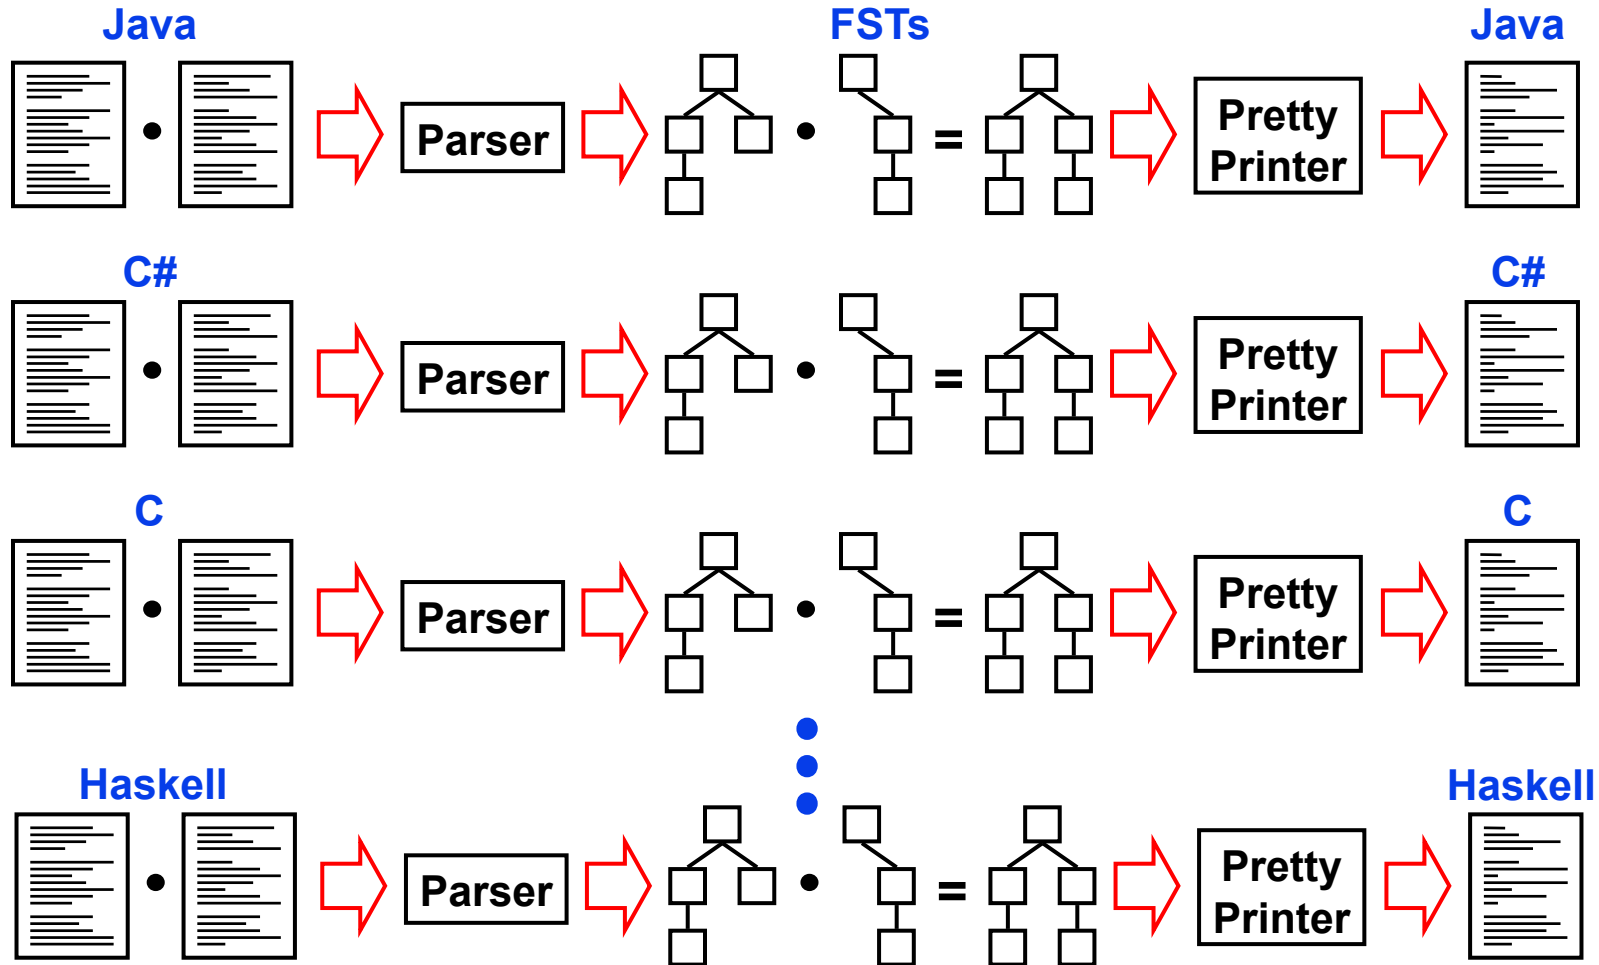 Java FSTs Java
Parser = Pretty
Printer
C# C#
Parser = Pretty
Printer
C C
Parser = Pretty
Printer
Haskell Haskell
Parser = Pretty
Printer